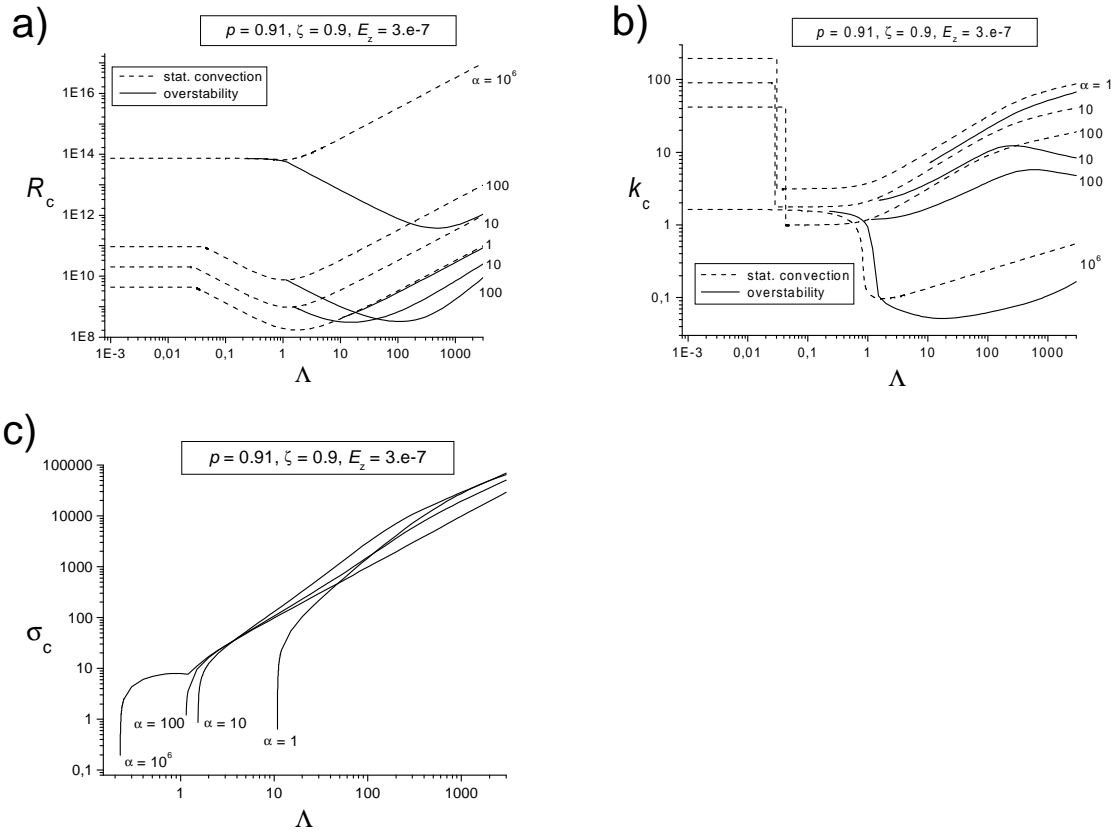 a)
p = 0.91, ζ = 0.9, E_z = 3.e-7
stat. convection
overstability
α = 10^6
100
10
1
10
100
R_c
1E16
1E14
1E12
1E10
1E8
1E-3
0,01
0,1
1
10
100
1000
Λ
b)
p = 0.91, ζ = 0.9, E_z = 3.e-7
α = 1
10
100
10
100
10^6
k_c
100
10
1
0,1
stat. convection
overstability
1E-3
0,01
0,1
1
10
100
1000
Λ
c)
p = 0.91, ζ = 0.9, E_z = 3.e-7
100000
10000
1000
100
10
1
0,1
σ_c
α = 100
α = 10
α = 1
α = 10^6
1
10
100
1000
Λ